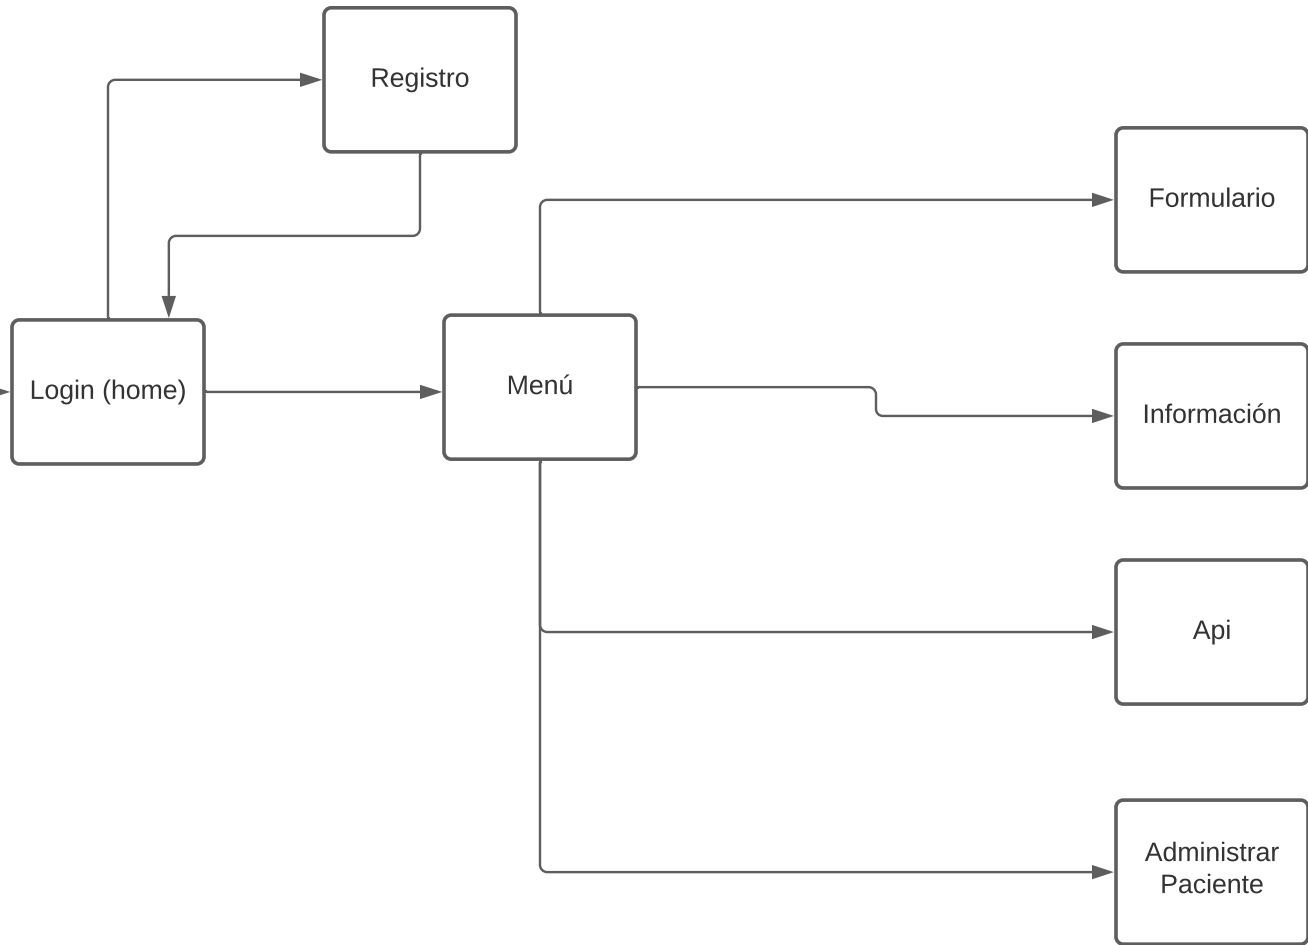 Registro
Formulario
Login (home)
Menú
Información
Api
Administrar
Paciente